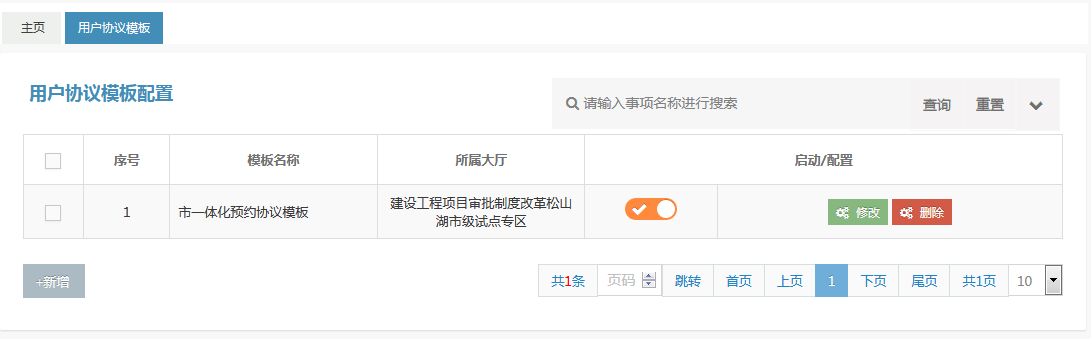 主页 用户协议模板
用户协议模板配置
请输入事项名称进行搜索 查询 重置
序号 模板名称 所属大厅 启动/配置
1 市一体化预约协议模板 建设工程项目审批制度改革松山
湖市级试点专区 修改 删除
+新增 共1条 页码 跳转 首页 上页 1 下页 尾页 共1页 10